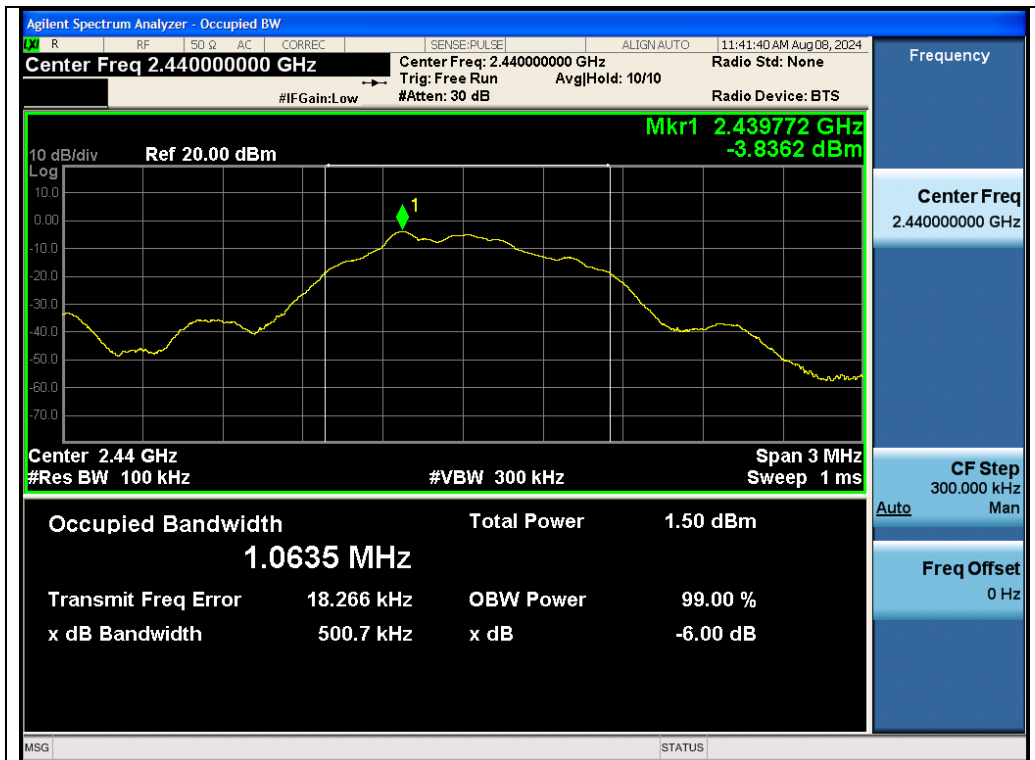 Agilent Spectrum Analyzer - Occupied BW
LXI R RF 50 Ω AC CORREC SENSE:PULSE ALIGN AUTO 11:41:40 AM Aug 08, 2024
Center Freq 2.440000000 GHz
Center Freq: 2.440000000 GHz
Radio Std: None
Trig: Free Run Avg|Hold: 10/10
#IFGain:Low
#Atten: 30 dB
Radio Device: BTS
Mkr1 2.439772 GHz
-3.8362 dBm
10 dB/div Ref 20.00 dBm
Log
10.0
0.00
-10.0
-20.0
-30.0
-40.0
-50.0
-60.0
-70.0
1
Center 2.44 GHz Span 3 MHz
#Res BW 100 kHz #VBW 300 kHz Sweep 1 ms
Occupied Bandwidth Total Power 1.50 dBm
1.0635 MHz
Transmit Freq Error 18.266 kHz OBW Power 99.00 %
x dB Bandwidth 500.7 kHz x dB -6.00 dB
Frequency
Center Freq
2.440000000 GHz
CF Step
300.000 kHz
Auto Man
Freq Offset
0 Hz
MSG STATUS